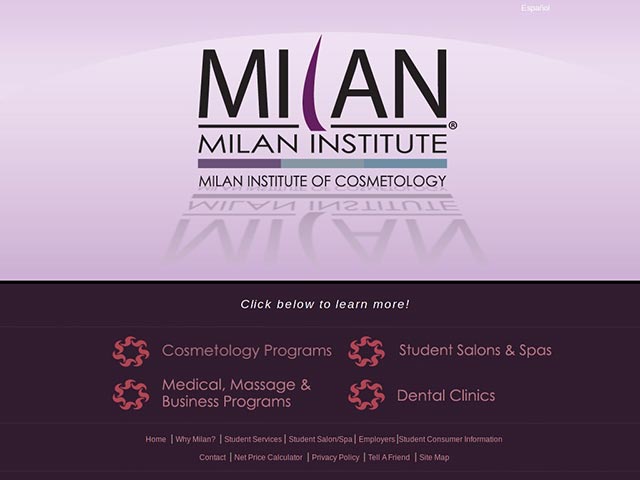 Español
MILAN
MILAN INSTITUTE®
MILAN INSTITUTE OF COSMETOLOGY
Click below to learn more!
Cosmetology Programs
Student Salons & Spas
Medical, Massage &
Business Programs
Dental Clinics
Home | Why Milan? | Student Services | Student Salon/Spa | Employers | Student Consumer Information
Contact | Net Price Calculator | Privacy Policy | Tell A Friend | Site Map